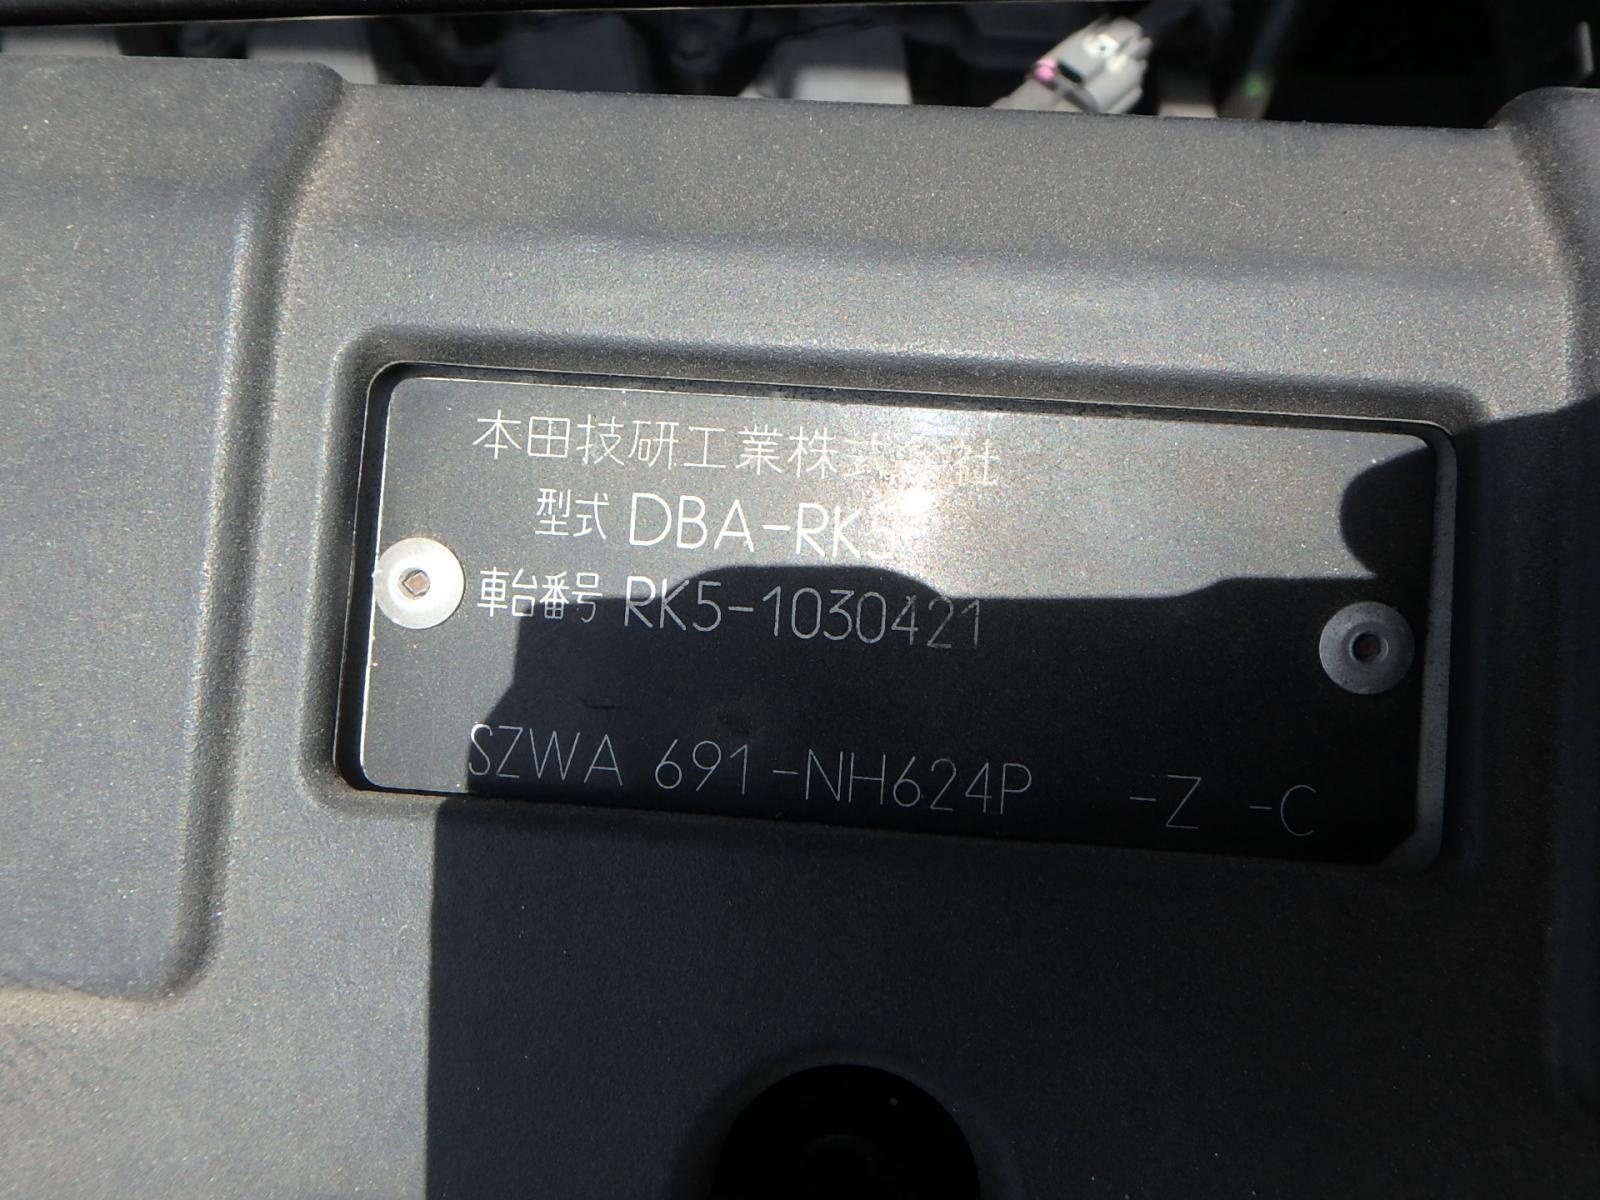 本田技研工業株式会社
型式 DBA-RK5
車台番号 RK5-1030421
SZWA 691-NH624P -Z -C